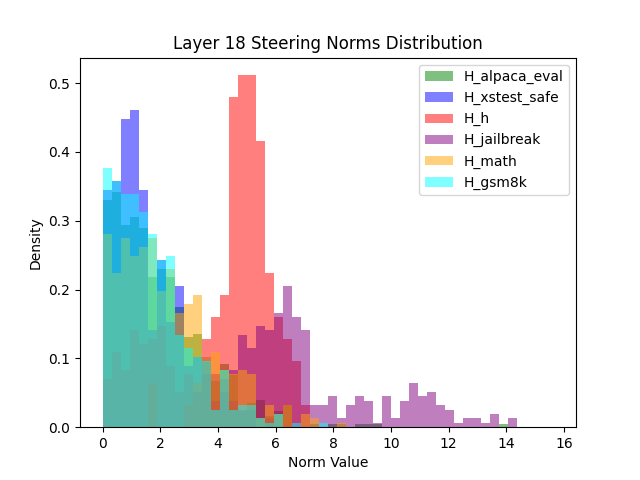 Layer 18 Steering Norms Distribution
H_alpaca_eval
H_xstest_safe
H_h
H_jailbreak
H_math
H_gsm8k
Density
0.5
0.4
0.3
0.2
0.1
0.0
0 2 4 6 8 10 12 14 16
Norm Value